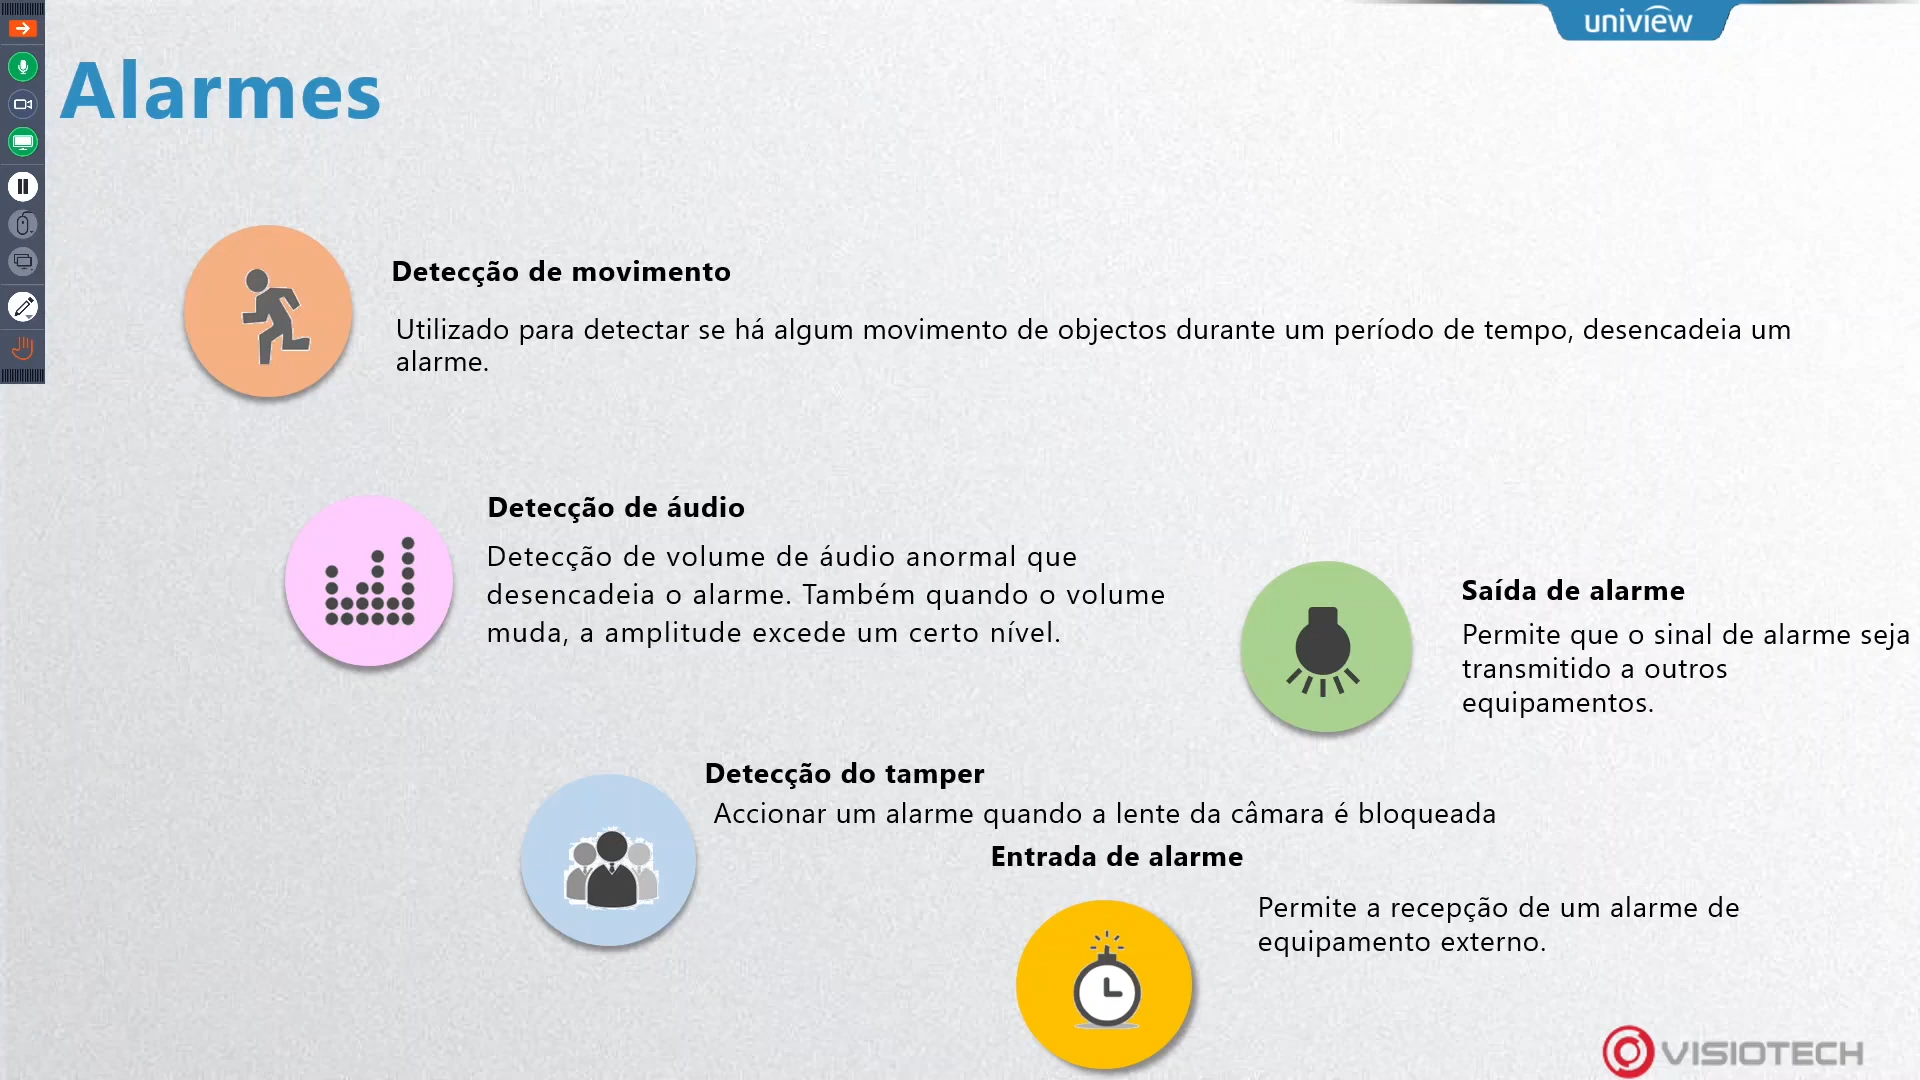 uniview
Alarmes
Detecção de movimento
Utilizado para detectar se há algum movimento de objectos durante um período de tempo, desencadeia um
alarme.
Detecção de áudio
Detecção de volume de áudio anormal que
desencadeia o alarme. Também quando o volume
muda, a amplitude excede um certo nível.
Saída de alarme
Permite que o sinal de alarme seja
transmitido a outros
equipamentos.
Detecção do tamper
Accionar um alarme quando a lente da câmara é bloqueada
Entrada de alarme
Permite a recepção de um alarme de
equipamento externo.
VISIOTECH